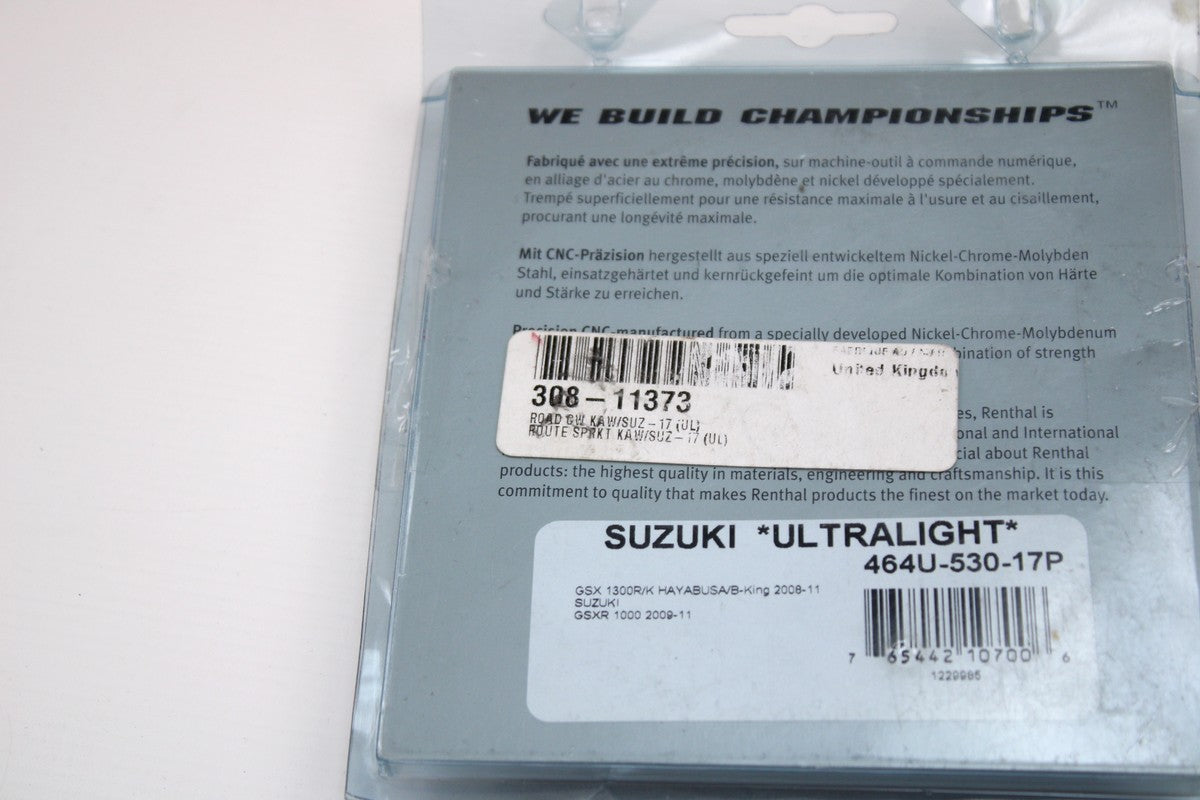 WE BUILD CHAMPIONSHIPS™
Fabriqué avec une extrême précision, sur machine-outil à commande numérique,
en alliage d'acier au chrome, molybdène et nickel développé spécialement.
Trempé superficiellement pour une résistance maximale à l'usure et au cisaillement,
procurant une longévité maximale.
Mit CNC-Präzision hergestellt aus speziell entwickeltem Nickel-Chrome-Molybden
Stahl, einsatzgehärtet und kernrückgefeint um die optimale Kombination von Härte
und Stärke zu erreichen.
Precision CNC-manufactured from a specially developed Nickel-Chrome-Molybdenum
of strength
United
308-11373
ROAD CW KAW/SUZ-17 (UL)
ROUTE SPRKT KAW/SUZ-17 (UL)
Renthal is
and International
about Renthal
products: the highest quality in materials, engineering and craftsmanship. It is this
commitment to quality that makes Renthal products the finest on the market today.
SUZUKI *ULTRALIGHT*
464U-530-17P
GSX 1300R/K HAYABUSA/B-King 2008-11
SUZUKI
GSXR 1000 2009-11
7 65442 10700 6
1229985